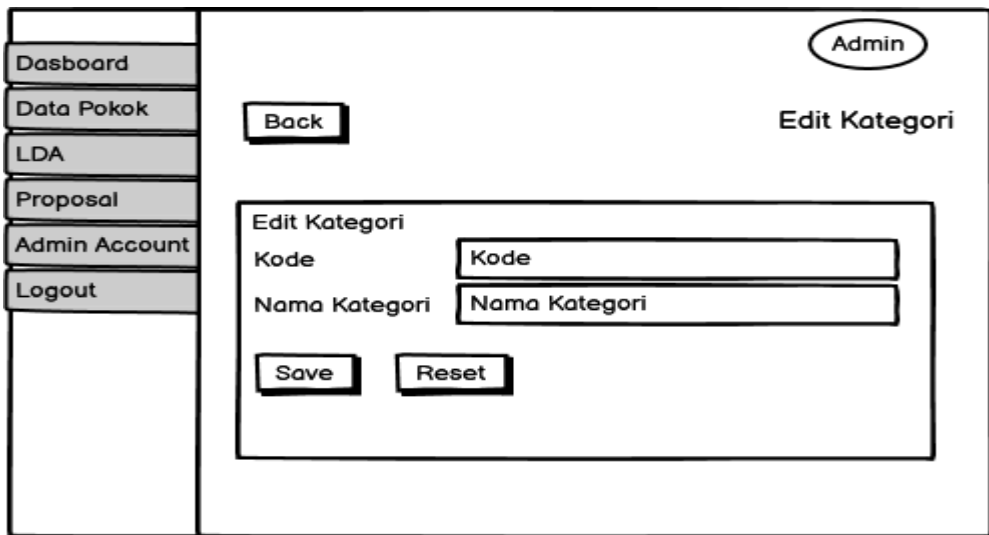 Admin
Dasboard
Data Pokok
LDA
Proposal
Admin Account
Logout
Back
Edit Kategori
Edit Kategori
Kode
Kode
Nama Kategori
Nama Kategori
Save
Reset